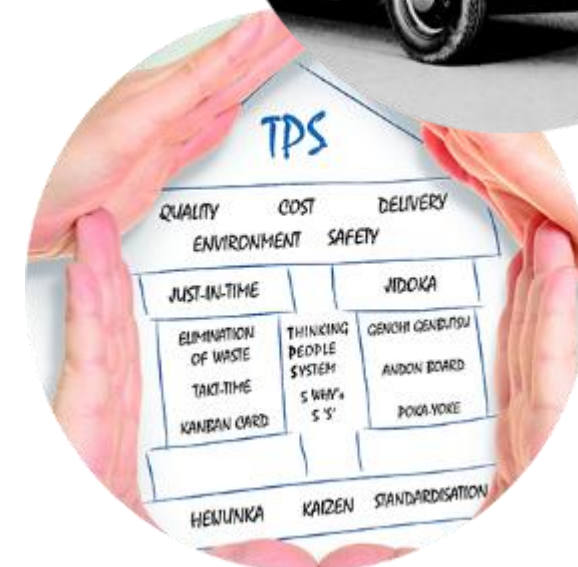 TPS
QUALITY COST DELIVERY
ENVIRONMENT SAFETY
JUST-IN-TIME
JIDOKA
ELIMINATION
OF WASTE
TAKT-TIME
KANBAN CARD
THINKING
PEOPLE
SYSTEM
5 WHY's
5 'S'
GENCHI GENBUTSU
ANDON BOARD
POKA-YOKE
HEIJUNKA KAIZEN STANDARDISATION